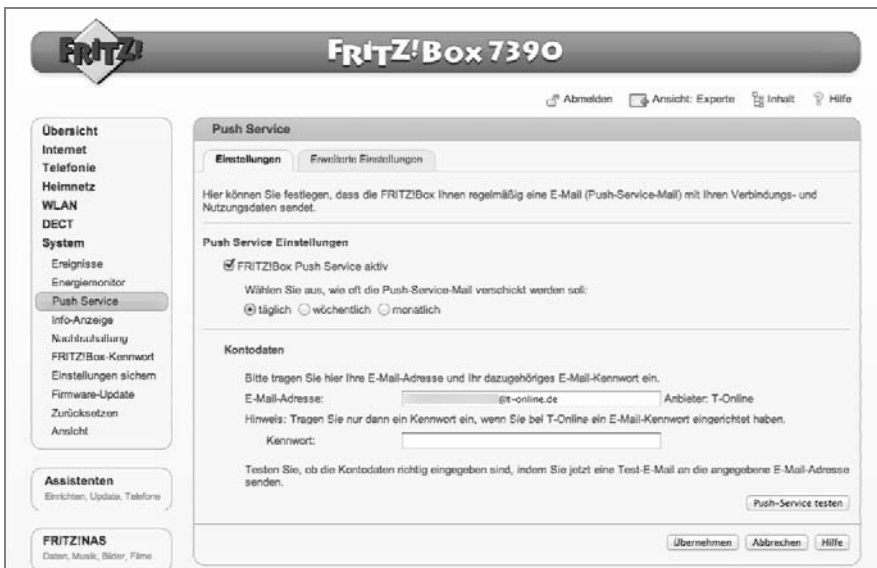 FRITZ!
FRITZ!Box 7390
Abmelden Ansicht: Experte Inhalt Hilfe
Übersicht
Internet
Telefonie
Heimnetz
WLAN
DECT
System
Ereignisse
Energiemonitor
Push Service
Info-Anzeige
Nachtschaltung
FRITZ!Box-Kennwort
Einstellungen sichern
Firmware-Update
Zurücksetzen
Ansicht
Assistenten
Einrichten, Update, Telefone
FRITZ!NAS
Daten, Musik, Bilder, Filme
Push Service
Einstellungen Erweiterte Einstellungen
Hier können Sie festlegen, dass die FRITZ!Box Ihnen regelmäßig eine E-Mail (Push-Service-Mail) mit Ihren Verbindungs- und
Nutzungsdaten sendet.
Push Service Einstellungen
FRITZ!Box Push Service aktiv
Wählen Sie aus, wie oft die Push-Service-Mail verschickt werden soll:
täglich wöchentlich monatlich
Kontodaten
Bitte tragen Sie hier Ihre E-Mail-Adresse und Ihr dazugehöriges E-Mail-Kennwort ein.
E-Mail-Adresse: @t-online.de Anbieter: T-Online
Hinweis: Tragen Sie nur dann ein Kennwort ein, wenn Sie bei T-Online ein E-Mail-Kennwort eingerichtet haben.
Kennwort:
Testen Sie, ob die Kontodaten richtig eingegeben sind, indem Sie jetzt eine Test-E-Mail an die angegebene E-Mail-Adresse
senden.
Push-Service testen
Übernehmen Abbrechen Hilfe